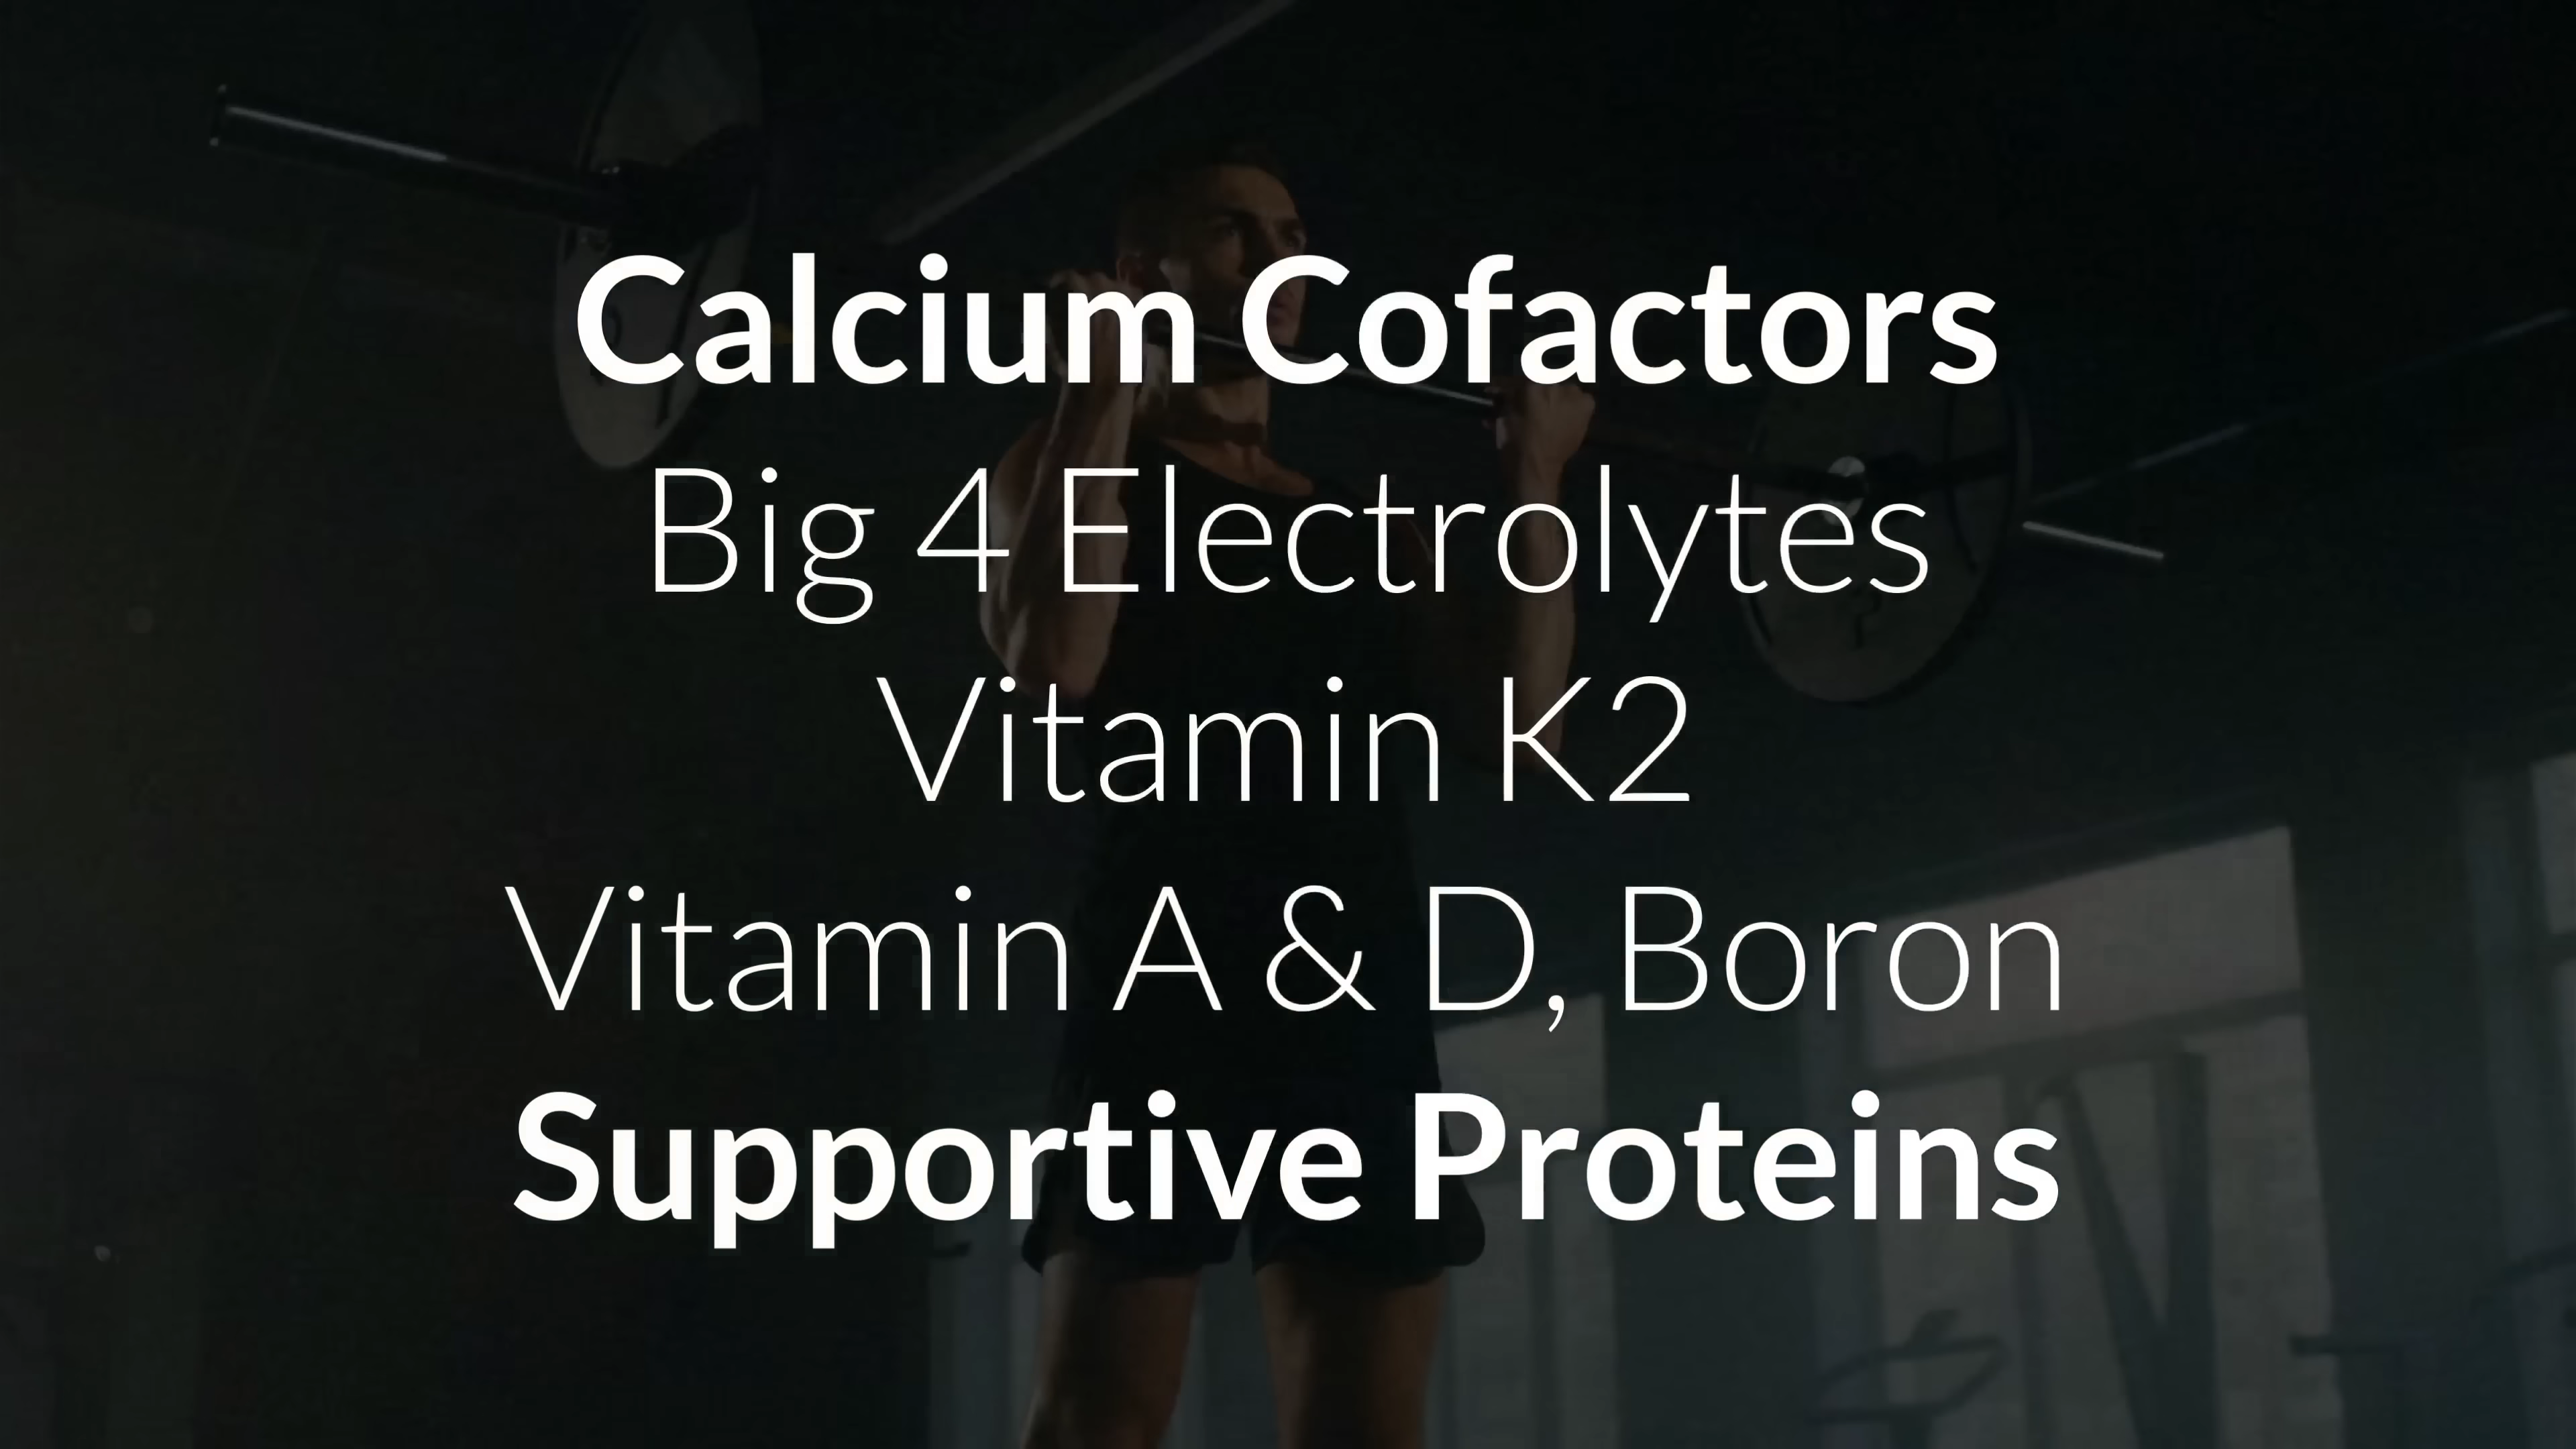 Calcium Cofactors
Big 4 Electrolytes
Vitamin K2
Vitamin A & D, Boron
Supportive Proteins